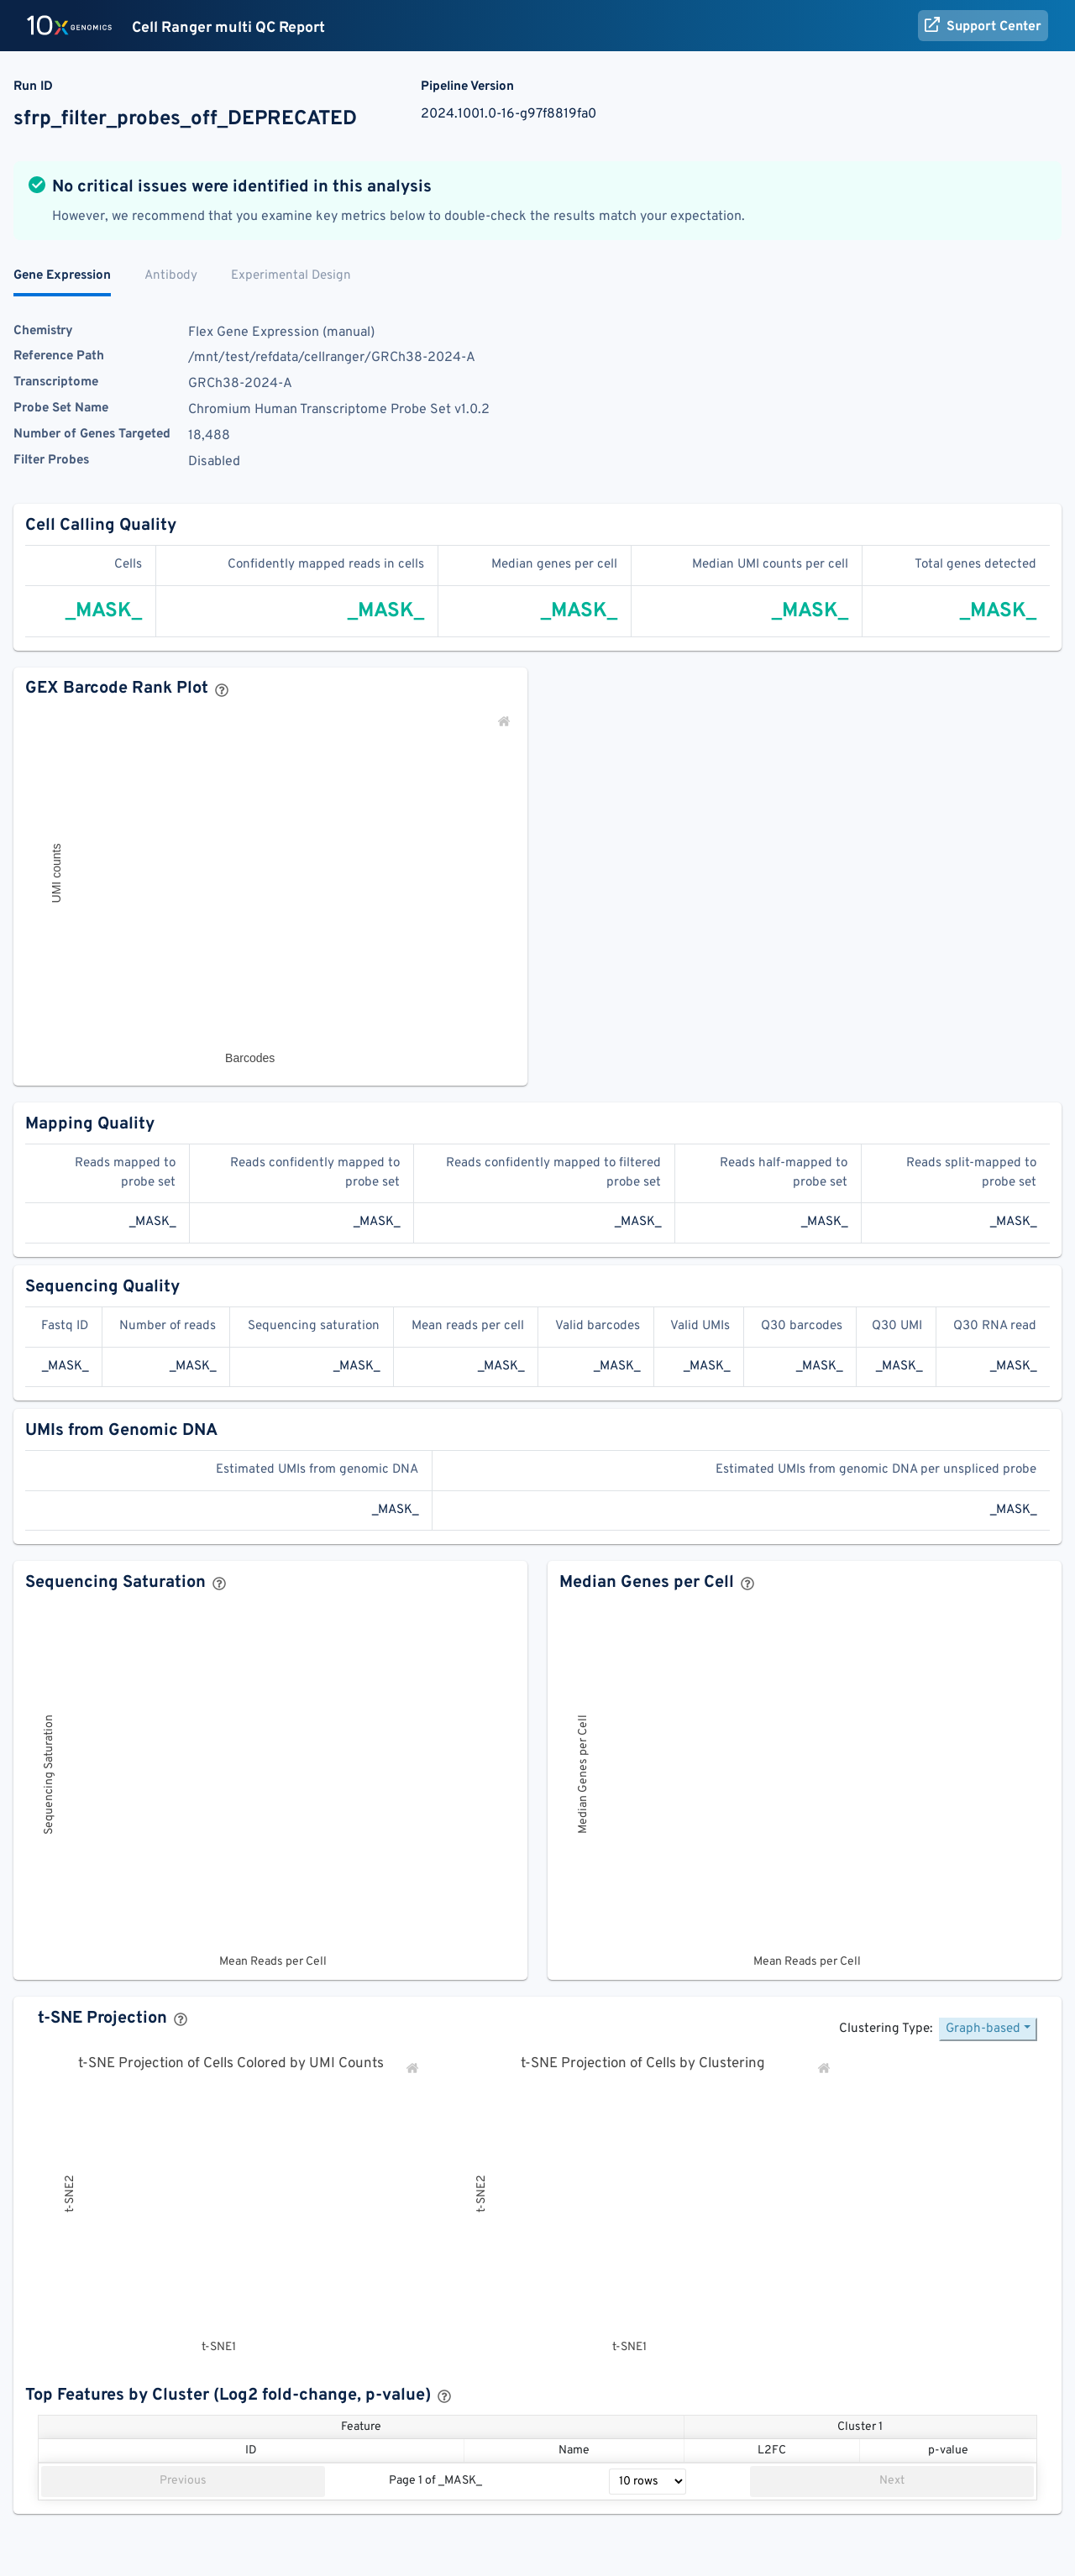 10x GENOMICS Cell Ranger multi QC Report Support Center
Run ID Pipeline Version
sfrp_filter_probes_off_DEPRECATED 2024.1001.0-16-g97f8819fa0
No critical issues were identified in this analysis
However, we recommend that you examine key metrics below to double-check the results match your expectation.
Gene Expression Antibody Experimental Design
Chemistry Flex Gene Expression (manual)
Reference Path /mnt/test/refdata/cellranger/GRCh38-2024-A
Transcriptome GRCh38-2024-A
Probe Set Name Chromium Human Transcriptome Probe Set v1.0.2
Number of Genes Targeted 18,488
Filter Probes Disabled
Cell Calling Quality
Cells Confidently mapped reads in cells Median genes per cell Median UMI counts per cell Total genes detected
_MASK_ _MASK_ _MASK_ _MASK_ _MASK_
GEX Barcode Rank Plot
UMI counts
Barcodes
Mapping Quality
Reads mapped to Reads confidently mapped to Reads confidently mapped to filtered Reads half-mapped to Reads split-mapped to
probe set probe set probe set probe set probe set
_MASK_ _MASK_ _MASK_ _MASK_ _MASK_
Sequencing Quality
Fastq ID Number of reads Sequencing saturation Mean reads per cell Valid barcodes Valid UMIs Q30 barcodes Q30 UMI Q30 RNA read
_MASK_ _MASK_ _MASK_ _MASK_ _MASK_ _MASK_ _MASK_ _MASK_ _MASK_
UMIs from Genomic DNA
Estimated UMIs from genomic DNA Estimated UMIs from genomic DNA per unspliced probe
_MASK_ _MASK_
Sequencing Saturation
Sequencing Saturation
Mean Reads per Cell
Median Genes per Cell
Median Genes per Cell
Mean Reads per Cell
t-SNE Projection
Clustering Type: Graph-based
t-SNE Projection of Cells Colored by UMI Counts
t-SNE2
t-SNE1
t-SNE Projection of Cells by Clustering
t-SNE2
t-SNE1
Top Features by Cluster (Log2 fold-change, p-value)
Feature Cluster 1
ID Name L2FC p-value
Previous Page 1 of _MASK_ 10 rows Next